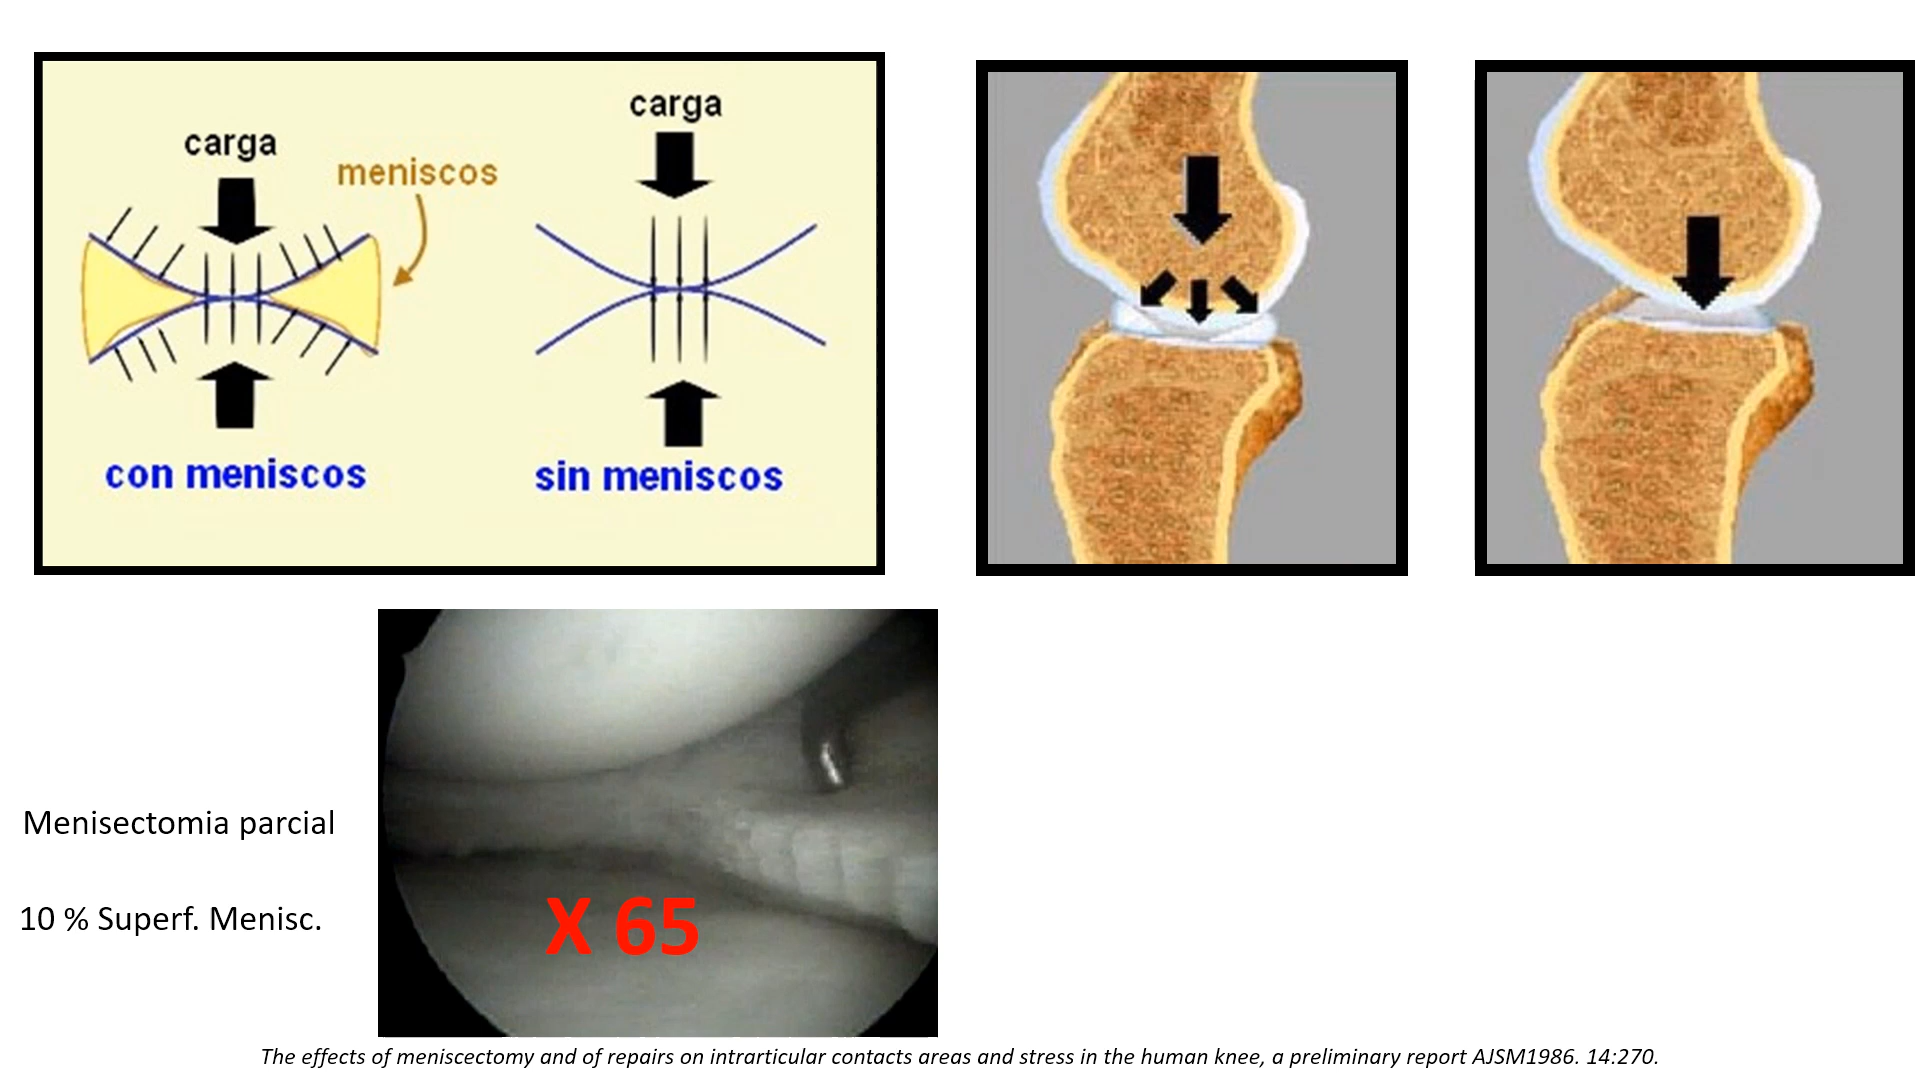 carga
meniscos
con meniscos
carga
sin meniscos
Menisectomia parcial
10 % Superf. Menisc.
X 65
The effects of meniscectomy and of repairs on intrarticular contacts areas and stress in the human knee, a preliminary report AJSM1986. 14:270.